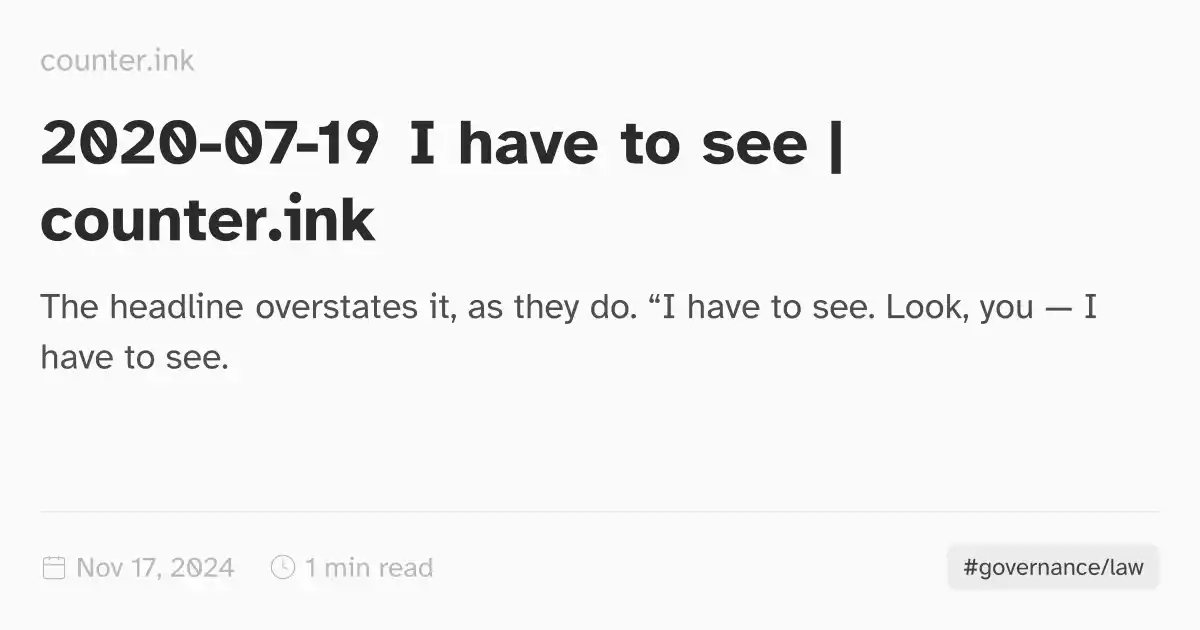 counter.ink
2020-07-19 I have to see |
counter.ink
The headline overstates it, as they do. “I have to see. Look, you — I
have to see.
Nov 17, 2024 1 min read #governance/law